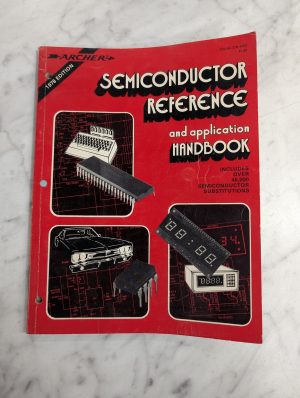 ARCHER
1978 EDITION
SEMICONDUCTOR
REFERENCE
and application
HANDBOOK
INCLUDES
OVER
SEMICONDUCTOR
SUBSTITUTIONS